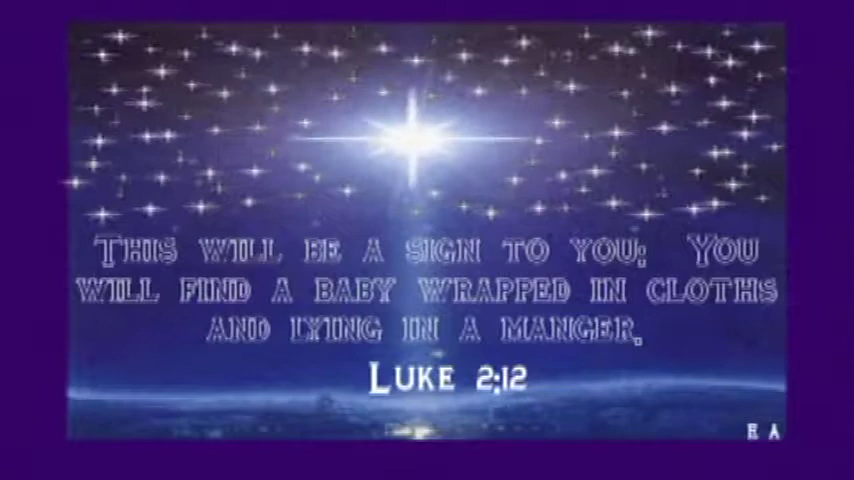 This will be a sign to you: You
will find a baby wrapped in cloths
and lying in a manger.
Luke 2:12
E A